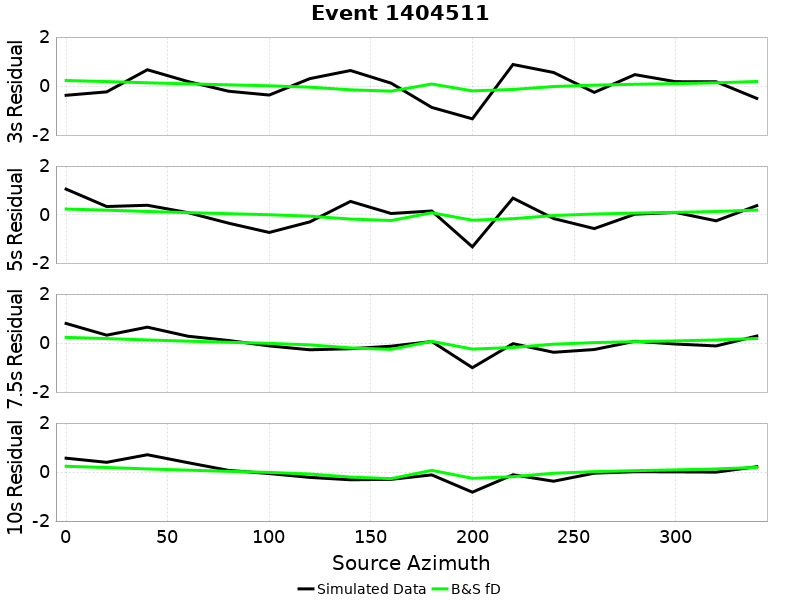 Event 1404511
3s Residual
2
0
-2
5s Residual
2
0
-2
7.5s Residual
2
0
-2
10s Residual
2
0
-2
0 50 100 150 200 250 300
Source Azimuth
Simulated Data B&S fD